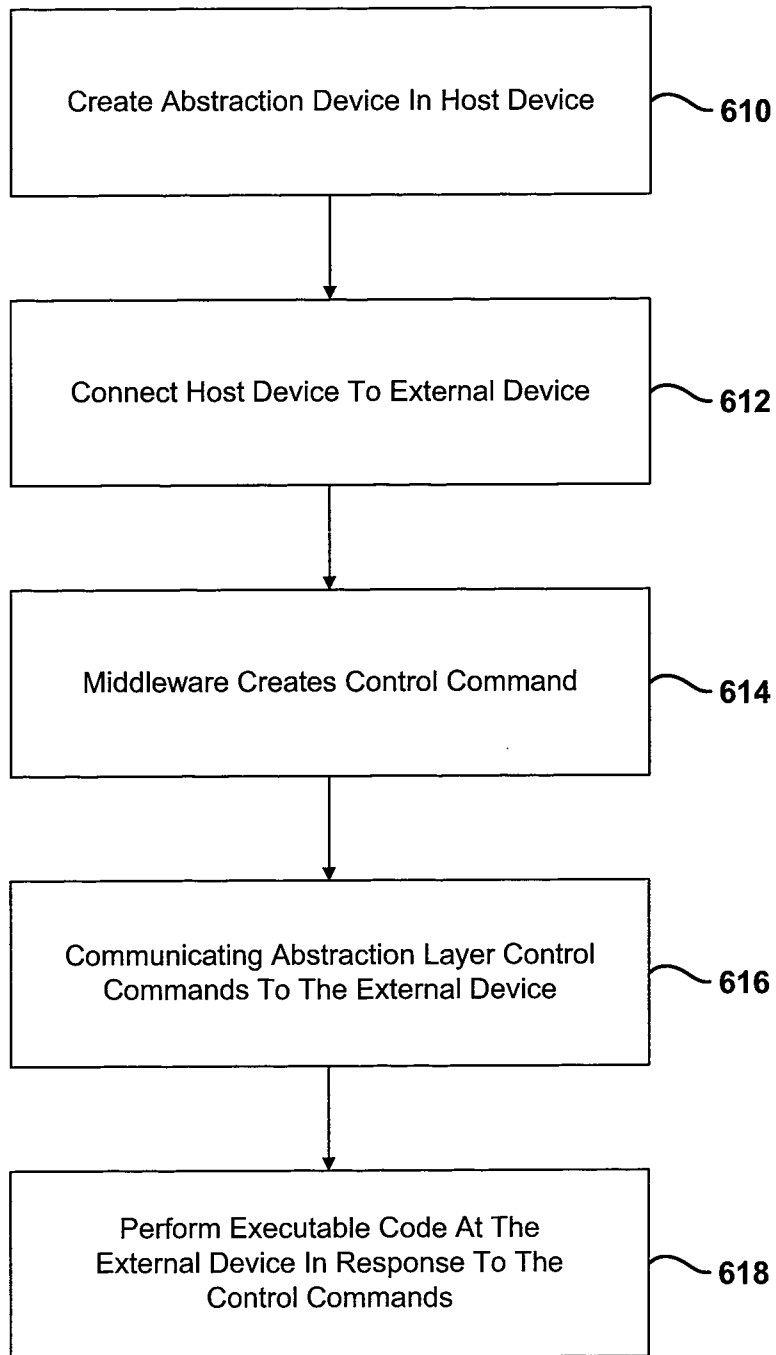 Create Abstraction Device In Host Device
610
Connect Host Device To External Device
612
Middleware Creates Control Command
614
Communicating Abstraction Layer Control
Commands To The External Device
616
Perform Executable Code At The
External Device In Response To The
Control Commands
618